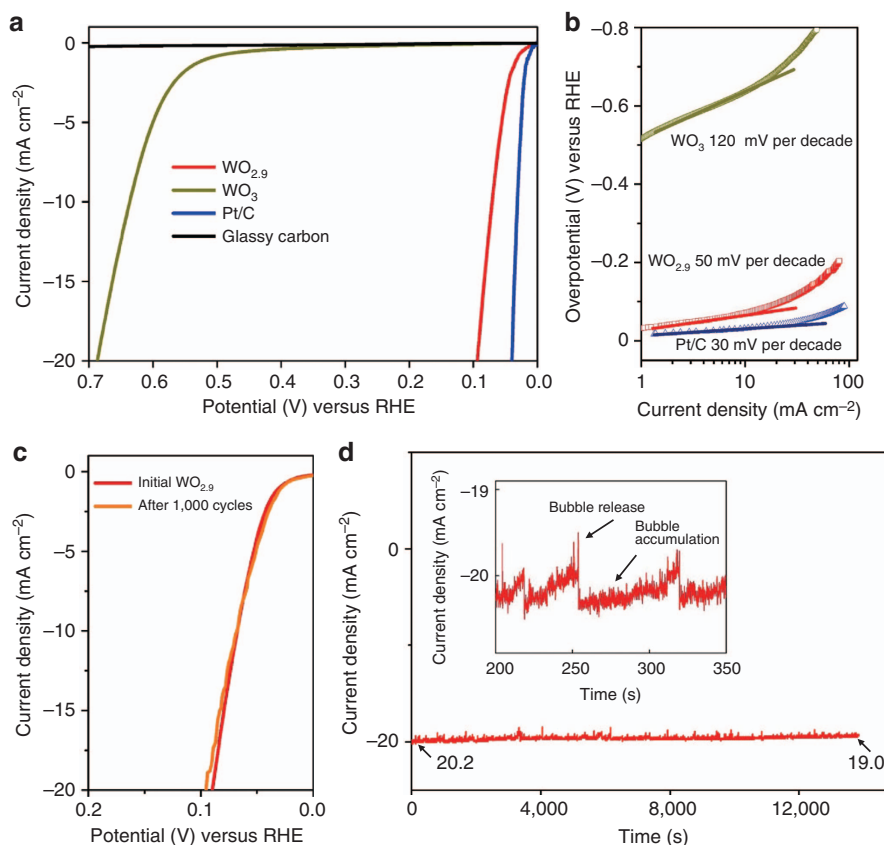 a
Current density (mA cm⁻²)
0
−5
−10
−15
−20
WO₂.₉
WO₃
Pt/C
Glassy carbon
0.7
0.6
0.5
0.4
0.3
0.2
0.1
0.0
Potential (V) versus RHE
b
Overpotential (V) versus RHE
−0.8
−0.6
−0.4
−0.2
0
WO₃ 120 mV per decade
WO₂.₉ 50 mV per decade
Pt/C 30 mV per decade
1
10
100
Current density (mA cm⁻²)
c
Current density (mA cm⁻²)
0
−5
−10
−15
−20
Initial WO₂.₉
After 1,000 cycles
0.2
0.1
0.0
Potential (V) versus RHE
d
Current density (mA cm⁻²)
0
−10
−20
Current density (mA cm⁻²)
−19
−20
Bubble release
Bubble
accumulation
200
250
300
350
Time (s)
20.2
19.0
0
4,000
8,000
12,000
Time (s)